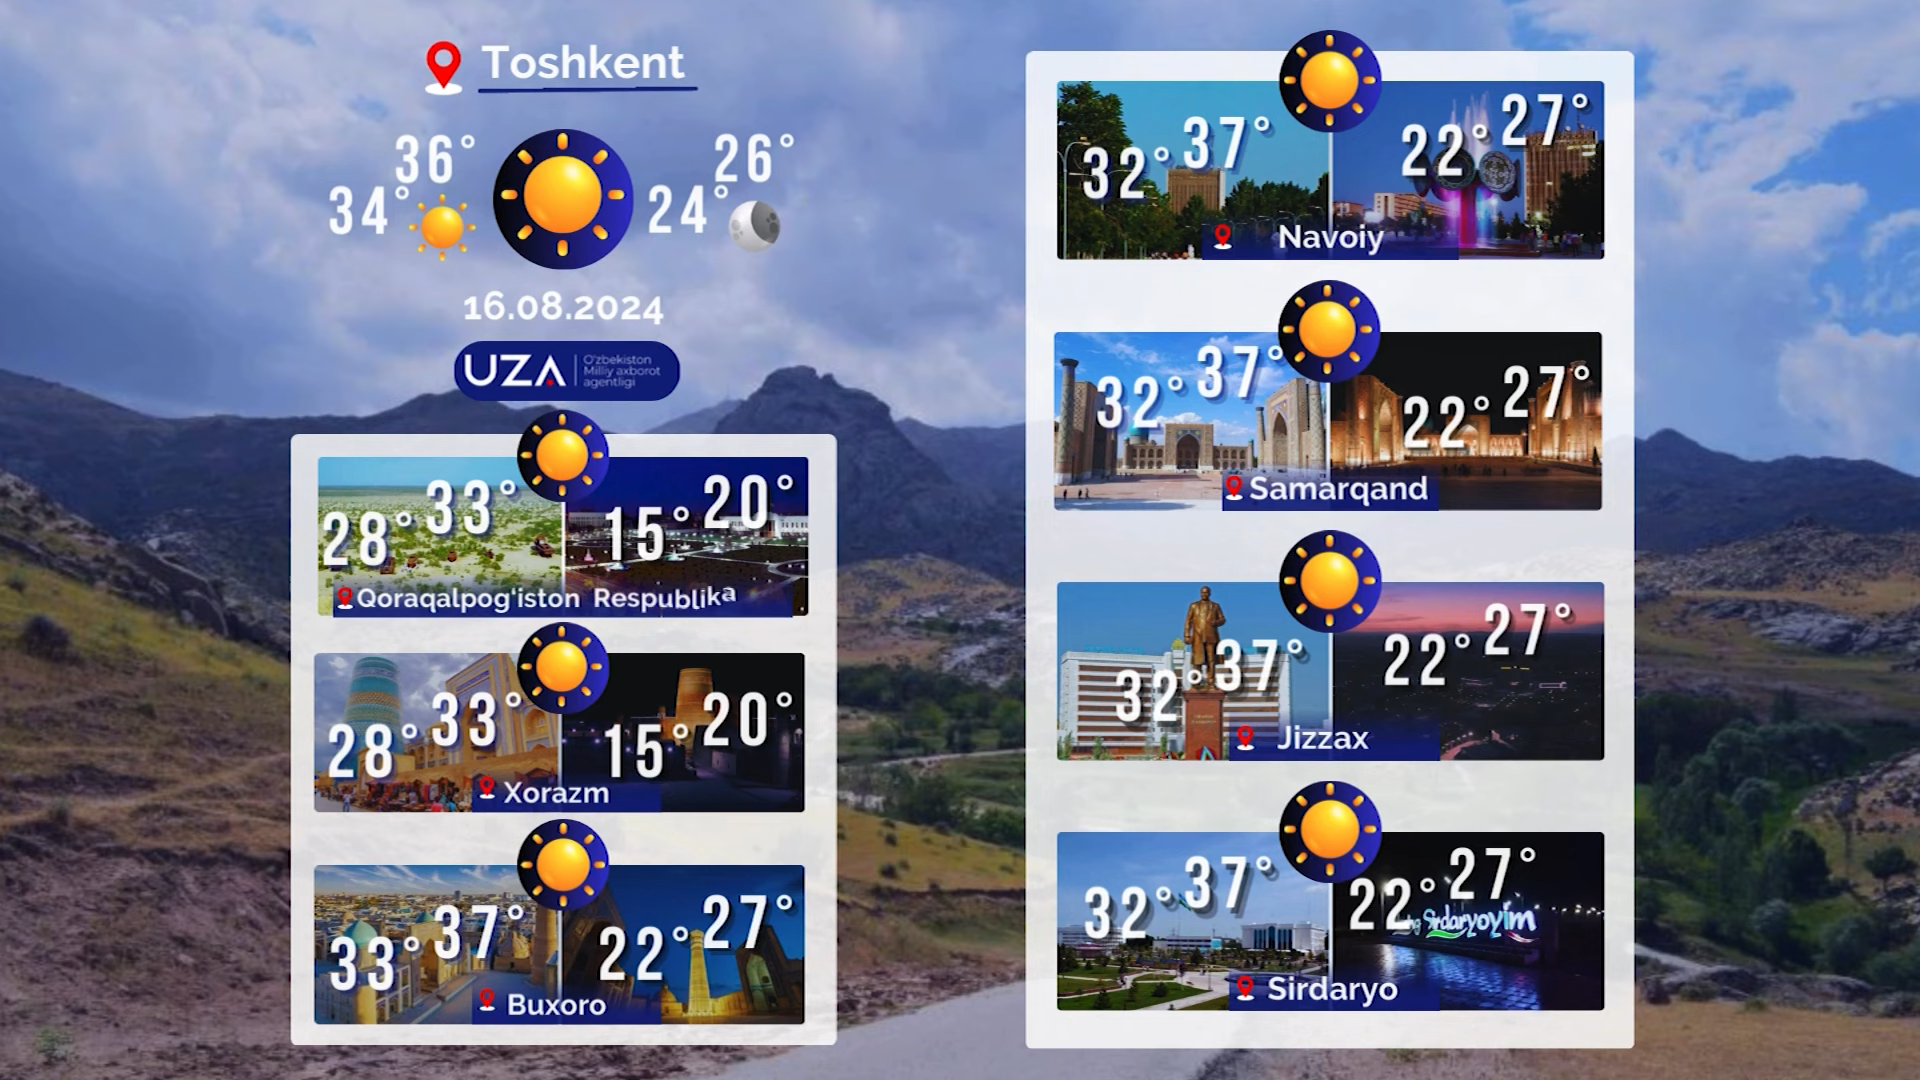 Toshkent
34° 36°
24° 26°
16.08.2024
UZA
O'zbekiston
Milliy axborot
agentligi
28° 33°
15° 20°
Qoraqalpog‘iston Respublika
28° 33°
15° 20°
Xorazm
33° 37°
22° 27°
Buxoro
32° 37°
22° 27°
Navoiy
32° 37°
22° 27°
Samarqand
32° 37°
22° 27°
Jizzax
32° 37°
22° 27°
Sirdaryoyim
Sirdaryo